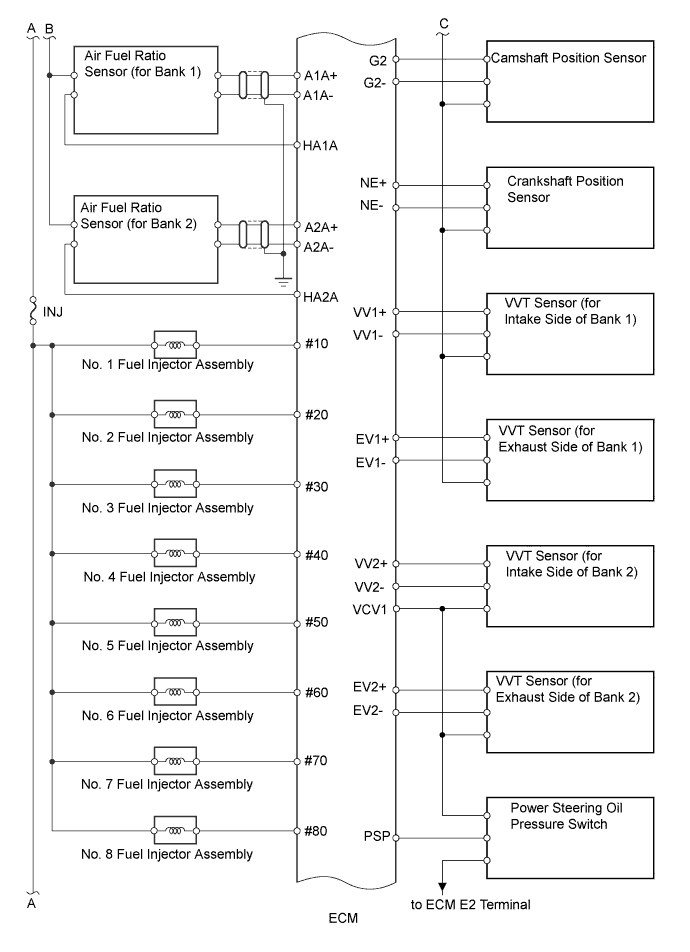 A B
C
Air Fuel Ratio
Sensor (for Bank 1)
A1A+
A1A-
HA1A
Air Fuel Ratio
Sensor (for Bank 2)
A2A+
A2A-
HA2A
INJ
#10
No. 1 Fuel Injector Assembly
#20
No. 2 Fuel Injector Assembly
#30
No. 3 Fuel Injector Assembly
#40
No. 4 Fuel Injector Assembly
#50
No. 5 Fuel Injector Assembly
#60
No. 6 Fuel Injector Assembly
#70
No. 7 Fuel Injector Assembly
#80
No. 8 Fuel Injector Assembly
A
ECM
G2
G2-
Camshaft Position Sensor
NE+
NE-
Crankshaft Position
Sensor
VV1+
VV1-
VVT Sensor (for
Intake Side of Bank 1)
EV1+
EV1-
VVT Sensor (for
Exhaust Side of Bank 1)
VV2+
VV2-
VCV1
VVT Sensor (for
Intake Side of Bank 2)
EV2+
EV2-
VVT Sensor (for
Exhaust Side of Bank 2)
PSP
Power Steering Oil
Pressure Switch
to ECM E2 Terminal